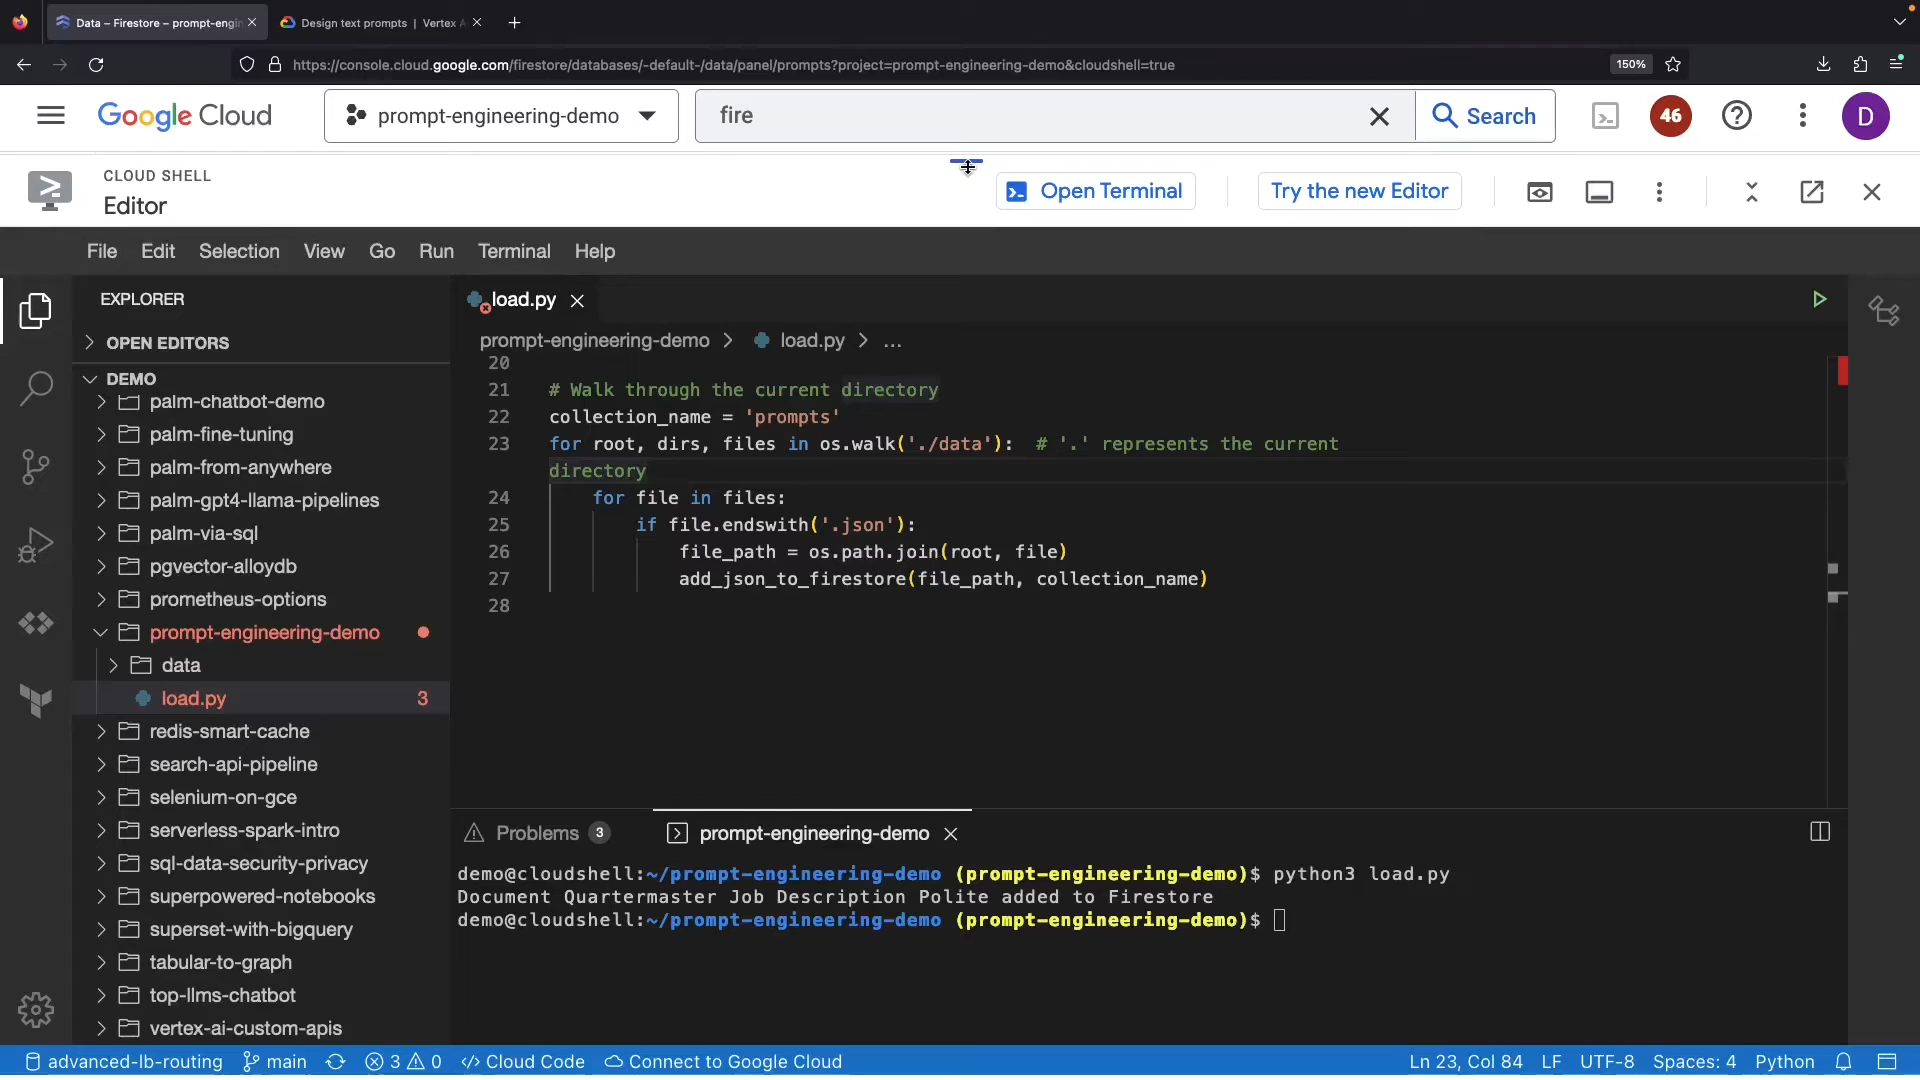 Data – Firestore – prompt-engin
Design text prompts | Vertex A
https://console.cloud.google.com/firestore/databases/-default-/data/panel/prompts?project=prompt-engineering-demo&cloudshell=true
150%
Google Cloud
prompt-engineering-demo
fire
Search
46
D
CLOUD SHELL
Editor
Open Terminal
Try the new Editor
File Edit Selection View Go Run Terminal Help
EXPLORER
OPEN EDITORS
DEMO
palm-chatbot-demo
palm-fine-tuning
palm-from-anywhere
palm-gpt4-llama-pipelines
palm-via-sql
pgvector-alloydb
prometheus-options
prompt-engineering-demo
data
load.py 3
redis-smart-cache
search-api-pipeline
selenium-on-gce
serverless-spark-intro
sql-data-security-privacy
superpowered-notebooks
superset-with-bigquery
tabular-to-graph
top-llms-chatbot
vertex-ai-custom-apis
load.py
prompt-engineering-demo > load.py > ...
20
21 # Walk through the current directory
22 collection_name = 'prompts'
23 for root, dirs, files in os.walk('./data'): # '.' represents the current
directory
24 for file in files:
25 if file.endswith('.json'):
26 file_path = os.path.join(root, file)
27 add_json_to_firestore(file_path, collection_name)
28
Problems 3
prompt-engineering-demo
demo@cloudshell:~/prompt-engineering-demo (prompt-engineering-demo)$ python3 load.py
Document Quartermaster Job Description Polite added to Firestore
demo@cloudshell:~/prompt-engineering-demo (prompt-engineering-demo)$
advanced-lb-routing main 3 0 </> Cloud Code Connect to Google Cloud
Ln 23, Col 84 LF UTF-8 Spaces: 4 Python